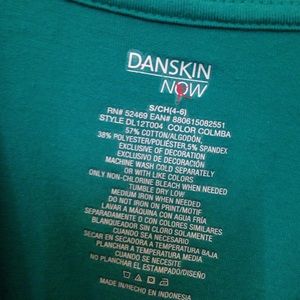 DANSKIN
NOW
S/CH(4-6)
RN# 52469 EAN# 880615082551
STYLE DL12T004 COLOR COLMBA
57% COTTON/ALGODÓN,
38% POLYESTER/POLIÉSTER,5% SPANDEX
EXCLUSIVE OF DECORATION
EXCLUSIVO DE DECORACIÓN
MACHINE WASH COLD SEPARATELY
OR WITH LIKE COLORS
ONLY NON-CHLORINE BLEACH WHEN NEEDED
TUMBLE DRY LOW
MEDIUM IRON WHEN NEEDED
DO NOT IRON ON PRINT/MOTIF
LAVAR A MÁQUINA CON AGUA FRÍA
SEPARADAMENTE O CON COLORES SIMILARES
BLANQUEADOR SIN CLORO SOLAMENTE
CUANDO SEA NECESARIO
SECAR EN SECADORA A TEMPERATURA BAJA
PLANCHAR A TEMPERATURA MEDIA
CUANDO SE NECESITE
NO PLANCHAR EL ESTAMPADO/DISEÑO
MADE IN/HECHO EN INDONESIA